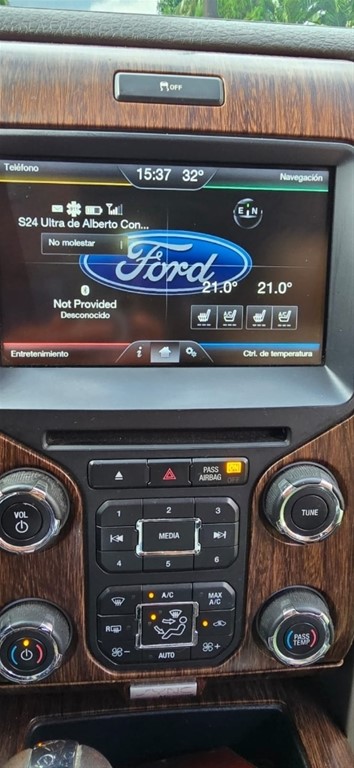 OFF
Teléfono
15:37 32°
Navegación
E N
S24 Ultra de Alberto Con...
No molestar
Ford
21.0° 21.0°
Not Provided
Desconocido
Entretenimiento
i
Ctrl. de temperatura
PASS AIRBAG ON
OFF
VOL
1 2 3
MEDIA
4 5 6
TUNE
A/C
MAX A/C
R
AUTO
- +
PASS TEMP